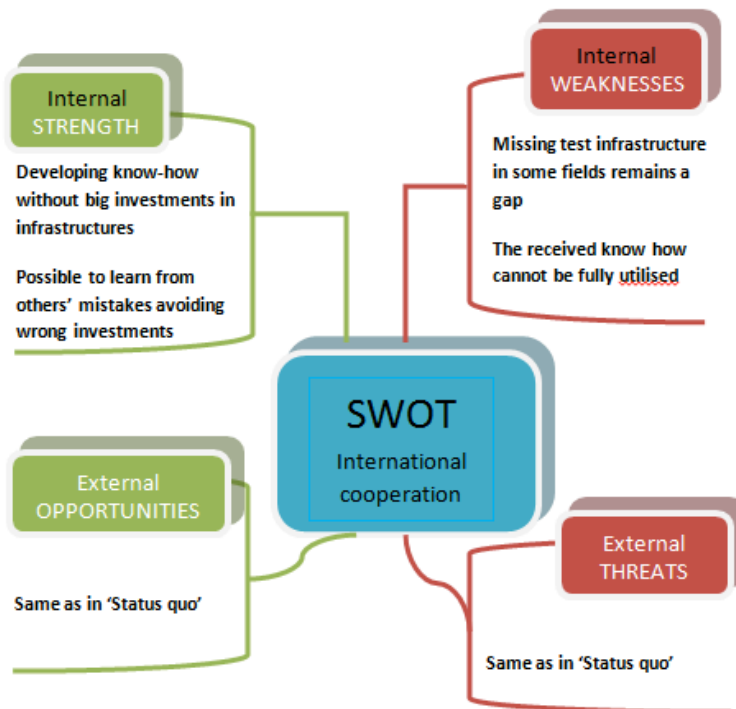 Internal
STRENGTH
Developing know-how
without big investments in
infrastructures
Possible to learn from
others' mistakes avoiding
wrong investments
Internal
WEAKNESSES
Missing test infrastructure
in some fields remains a
gap
The received know how
cannot be fully utilised
SWOT
International
cooperation
External
OPPORTUNITIES
Same as in 'Status quo'
External
THREATS
Same as in 'Status quo'